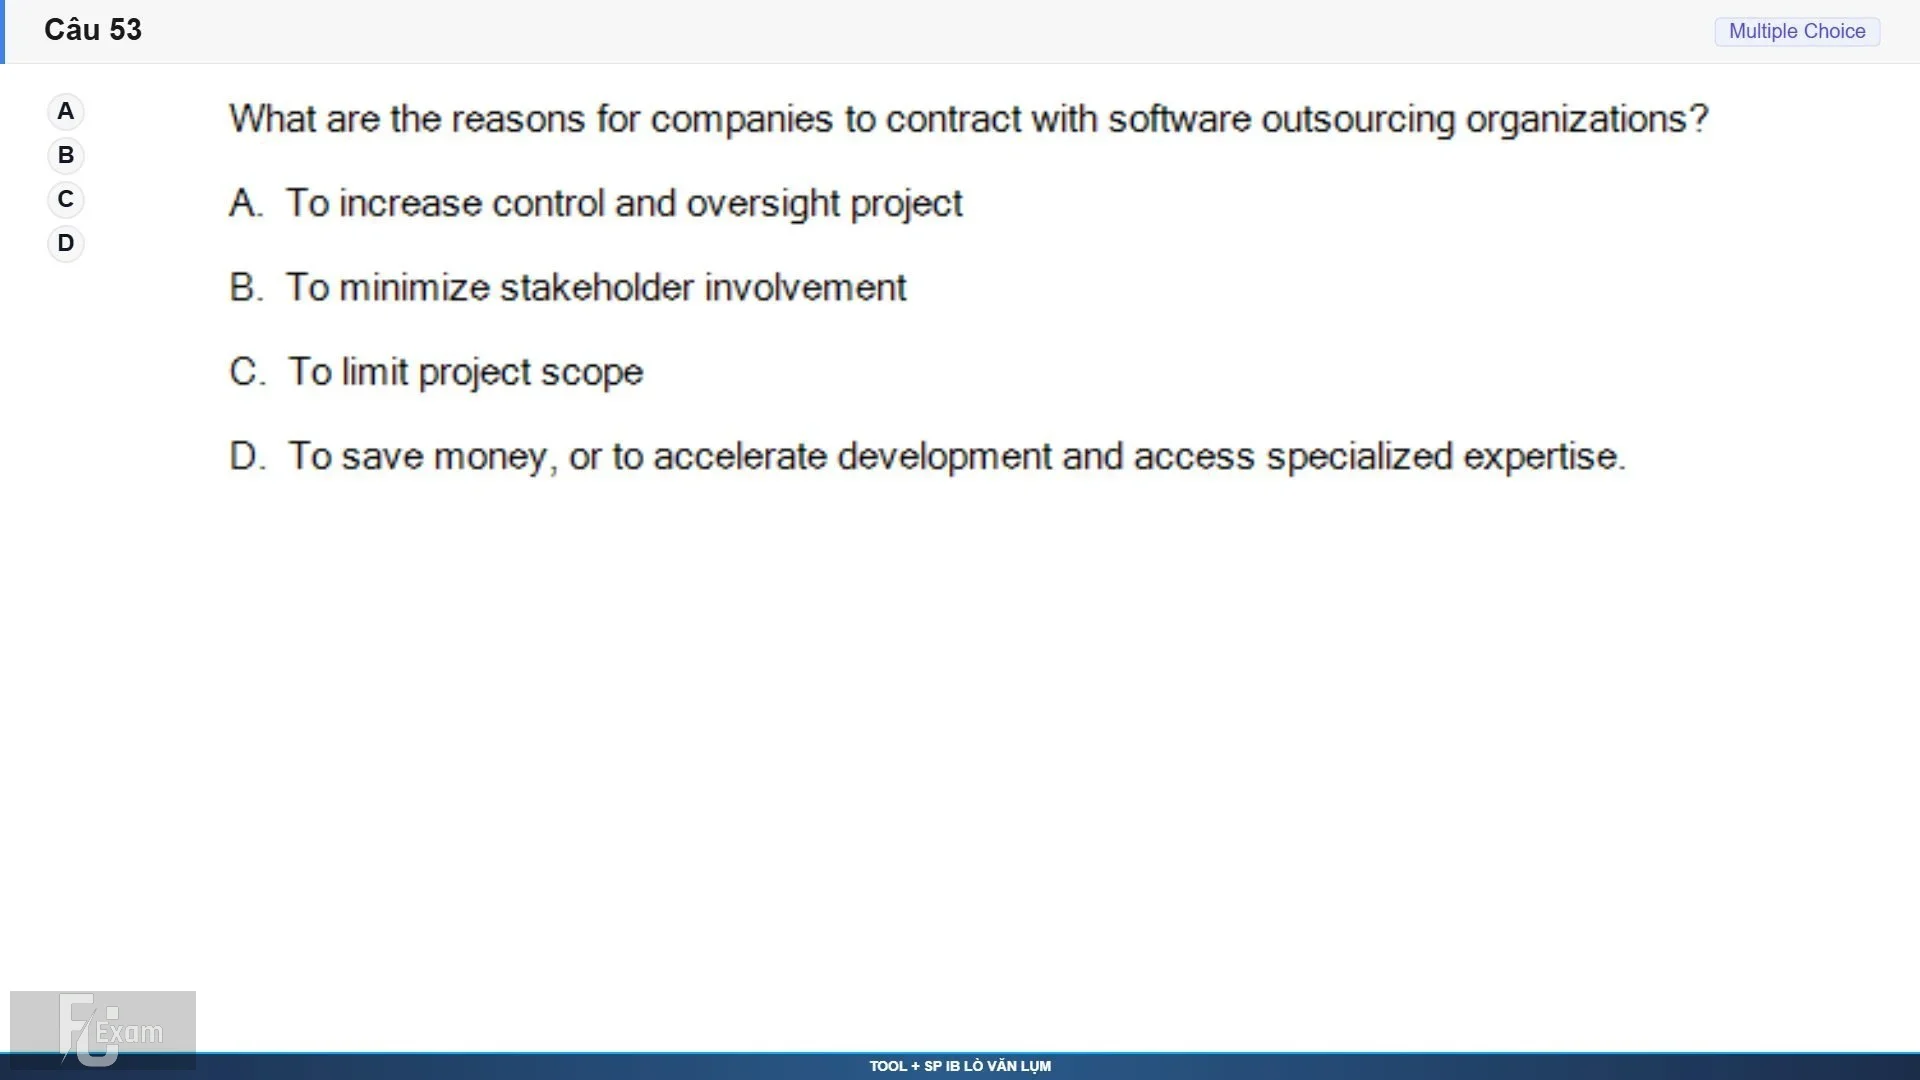 Câu 53
Multiple Choice
A
B
C
D
What are the reasons for companies to contract with software outsourcing organizations?
A. To increase control and oversight project
B. To minimize stakeholder involvement
C. To limit project scope
D. To save money, or to accelerate development and access specialized expertise.
Exam
TOOL + SP IB LÒ VĂN LỤM